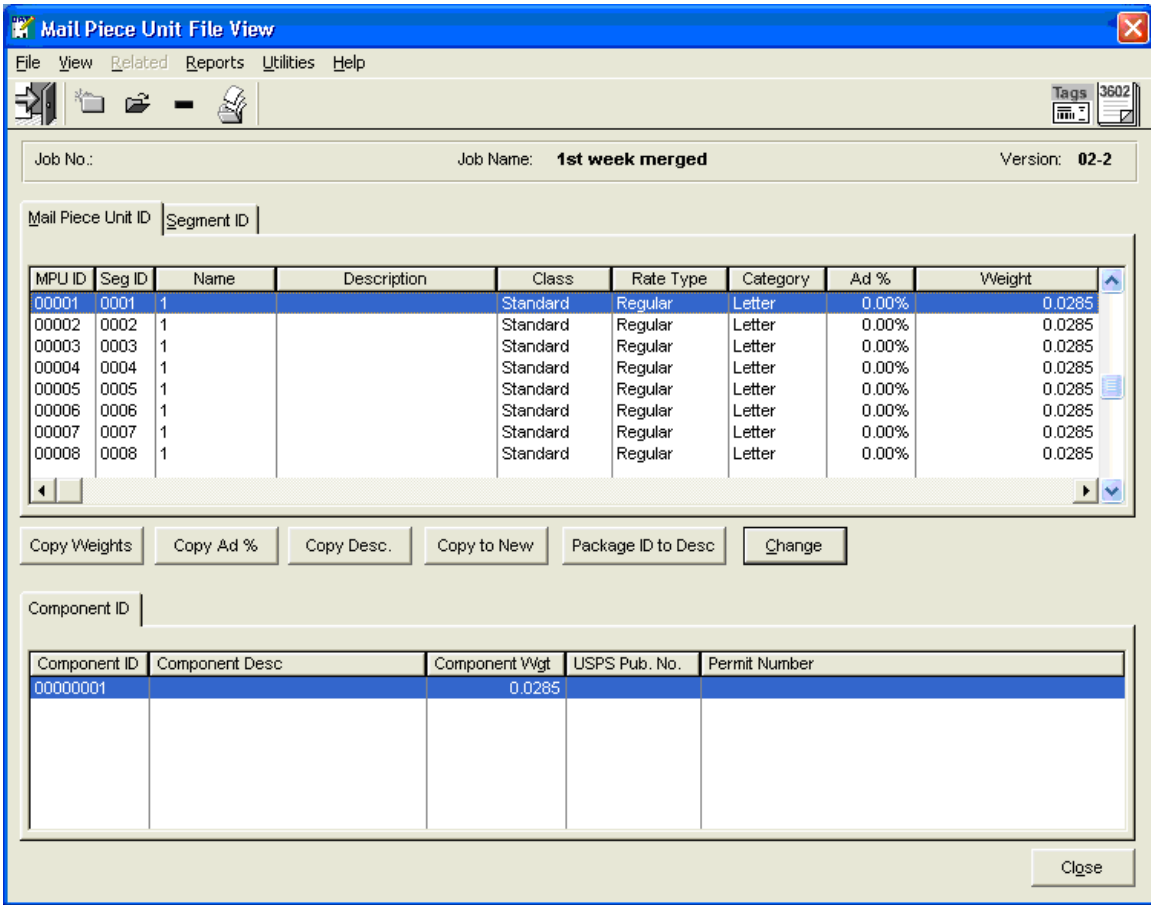 Mail Piece Unit File View
File View Related Reports Utilities Help
Tags 3602
Job No.: Job Name: 1st week merged Version: 02-2
Mail Piece Unit ID Segment ID
MPU ID Seg ID Name Description Class Rate Type Category Ad % Weight
00001 0001 1 Standard Regular Letter 0.00% 0.0285
00002 0002 1 Standard Regular Letter 0.00% 0.0285
00003 0003 1 Standard Regular Letter 0.00% 0.0285
00004 0004 1 Standard Regular Letter 0.00% 0.0285
00005 0005 1 Standard Regular Letter 0.00% 0.0285
00006 0006 1 Standard Regular Letter 0.00% 0.0285
00007 0007 1 Standard Regular Letter 0.00% 0.0285
00008 0008 1 Standard Regular Letter 0.00% 0.0285
Copy Weights Copy Ad % Copy Desc. Copy to New Package ID to Desc Change
Component ID
Component ID Component Desc Component Wgt USPS Pub. No. Permit Number
00000001 0.0285
Close